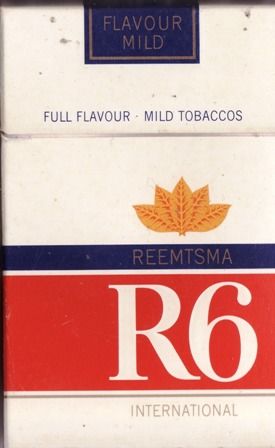 FLAVOUR
MILD
FULL FLAVOUR · MILD TOBACCOS
REEMTSMA
R6
INTERNATIONAL